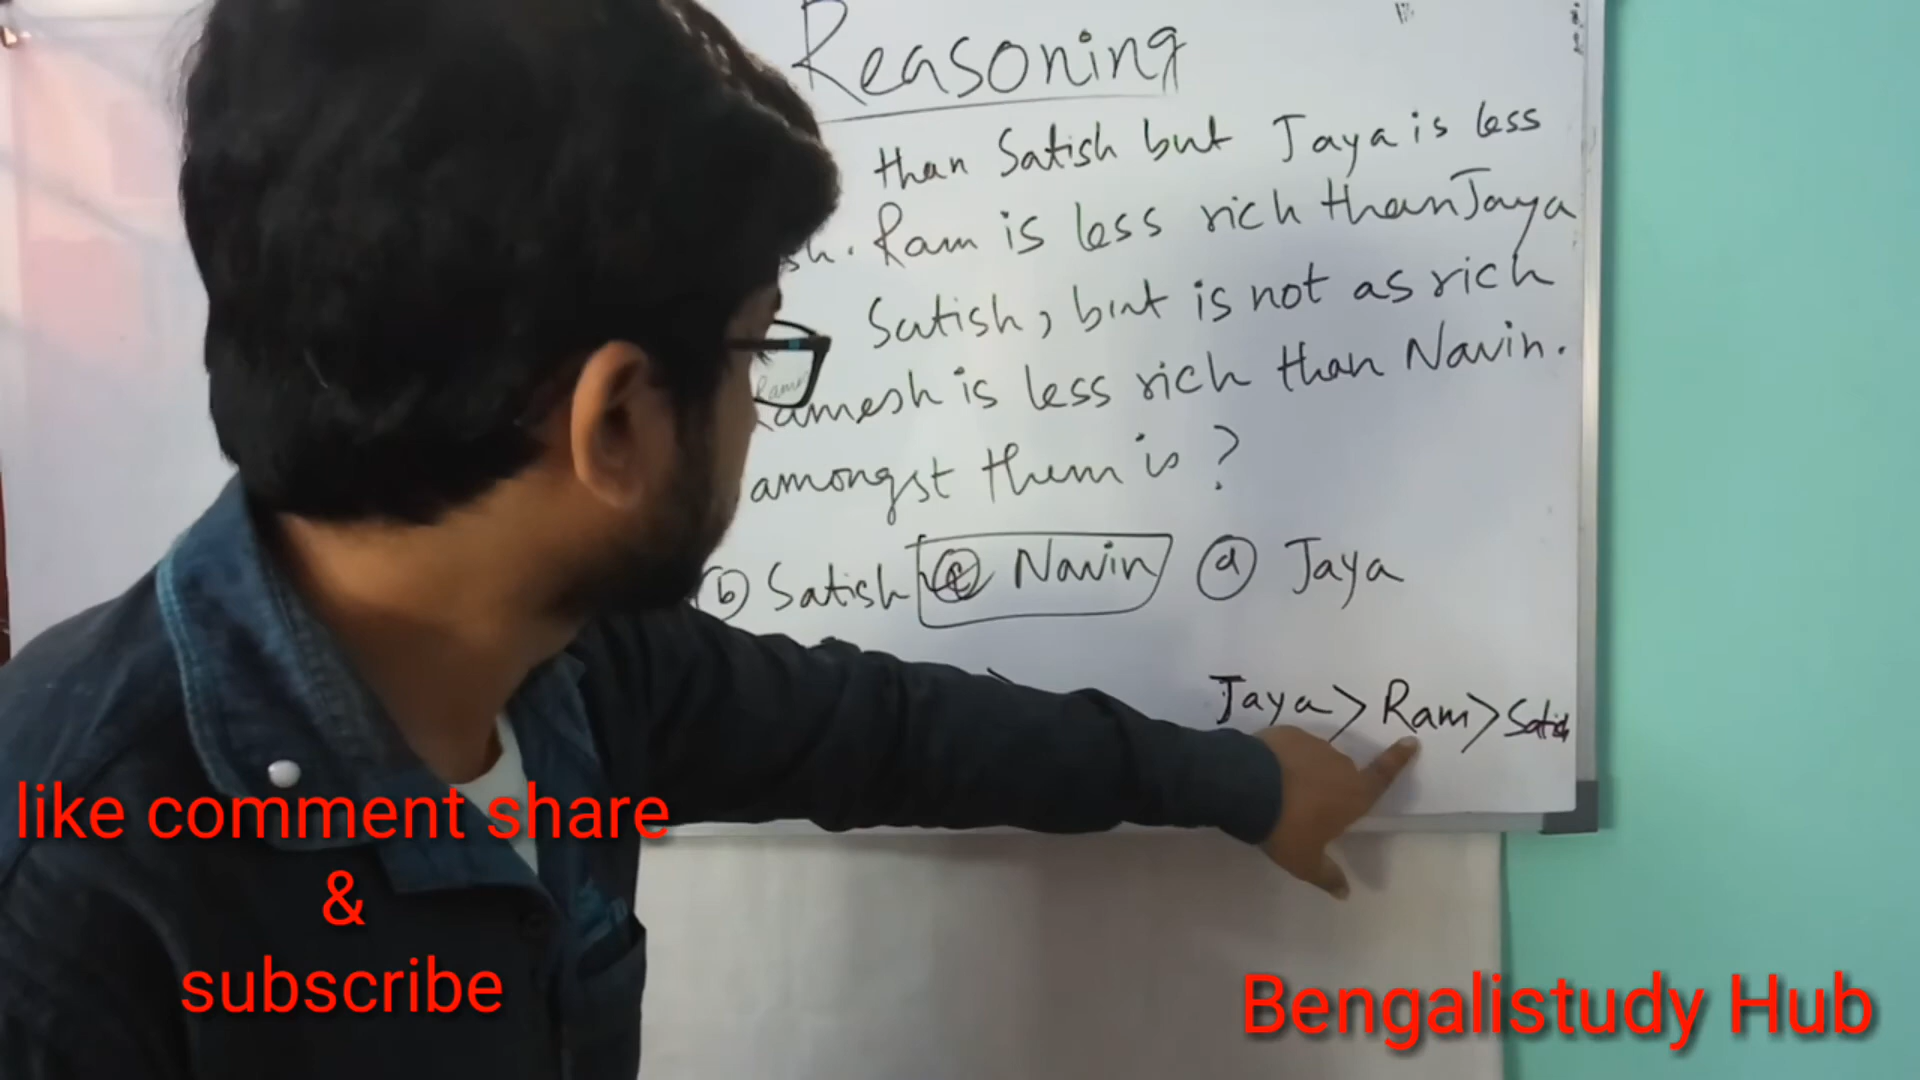 Reasoning
than Satish but Jaya is less
sh. Ram is less rich than Jaya
Satish, but is not as rich
Ramesh is less rich than Navin.
amongst them is ?
b Satish c Navin d Jaya
Jaya > Ram > Satish
like comment share
&
subscribe
Bengalistudy Hub